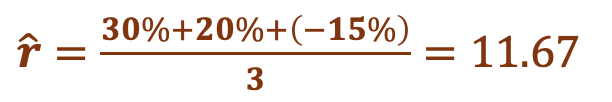 r̂ = 30%+20%+(−15%) / 3 = 11.67